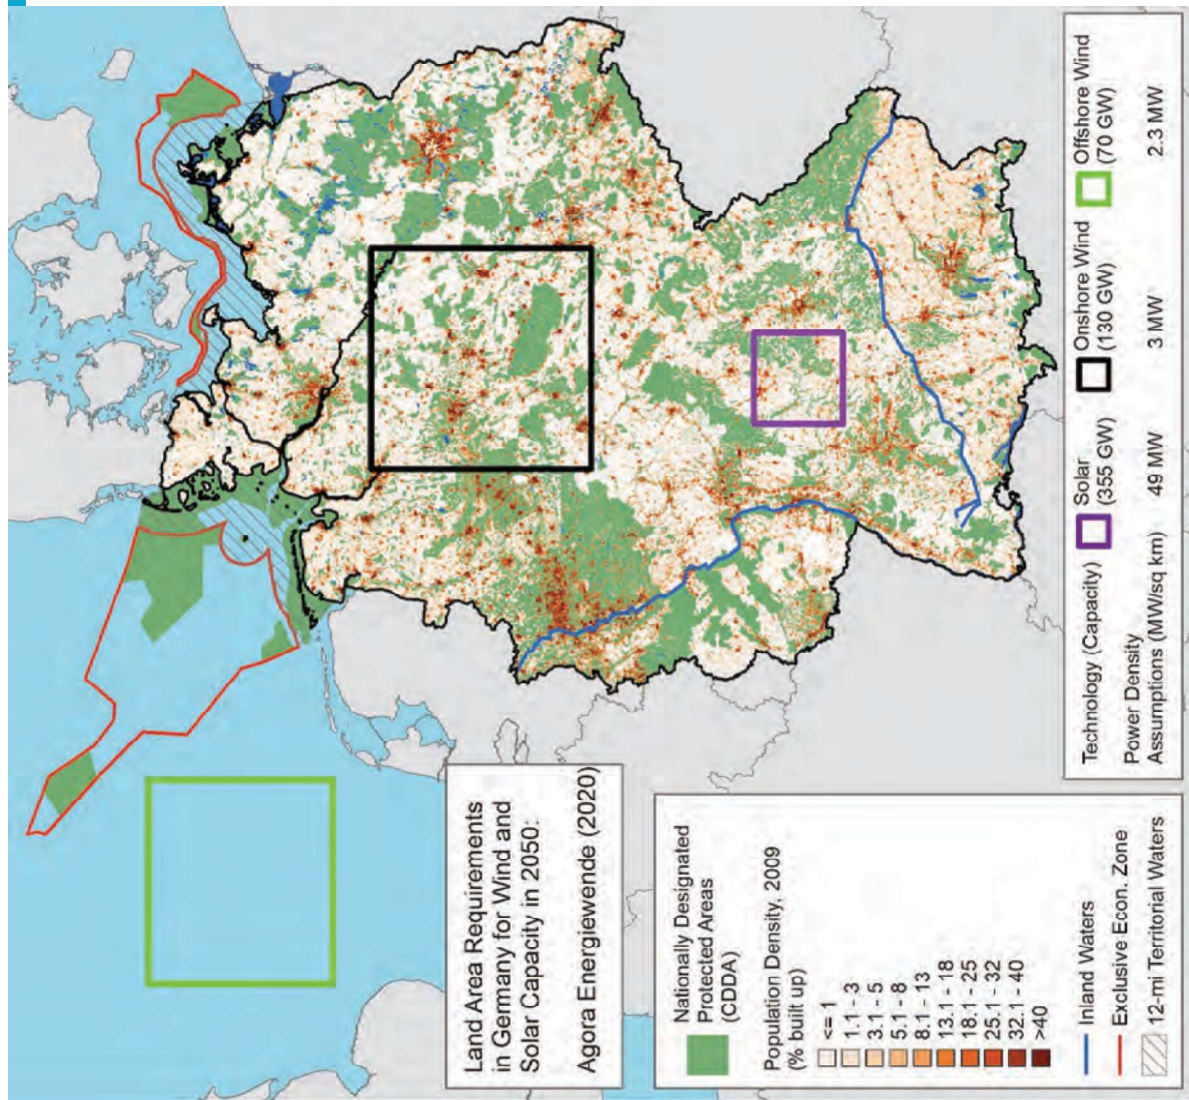 Land Area Requirements
in Germany for Wind and
Solar Capacity in 2050:
Agora Energiewende (2020)
Nationally Designated
Protected Areas
(CDDA)
Population Density, 2009
(% built up)
<= 1
1.1 - 3
3.1 - 5
5.1 - 8
8.1 - 13
13.1 - 18
18.1 - 25
25.1 - 32
32.1 - 40
>40
Inland Waters
Exclusive Econ. Zone
12-mi Territorial Waters
Technology (Capacity) Solar Onshore Wind Offshore Wind
(355 GW) (130 GW) (70 GW)
Power Density
Assumptions (MW/sq km) 49 MW 3 MW 2.3 MW